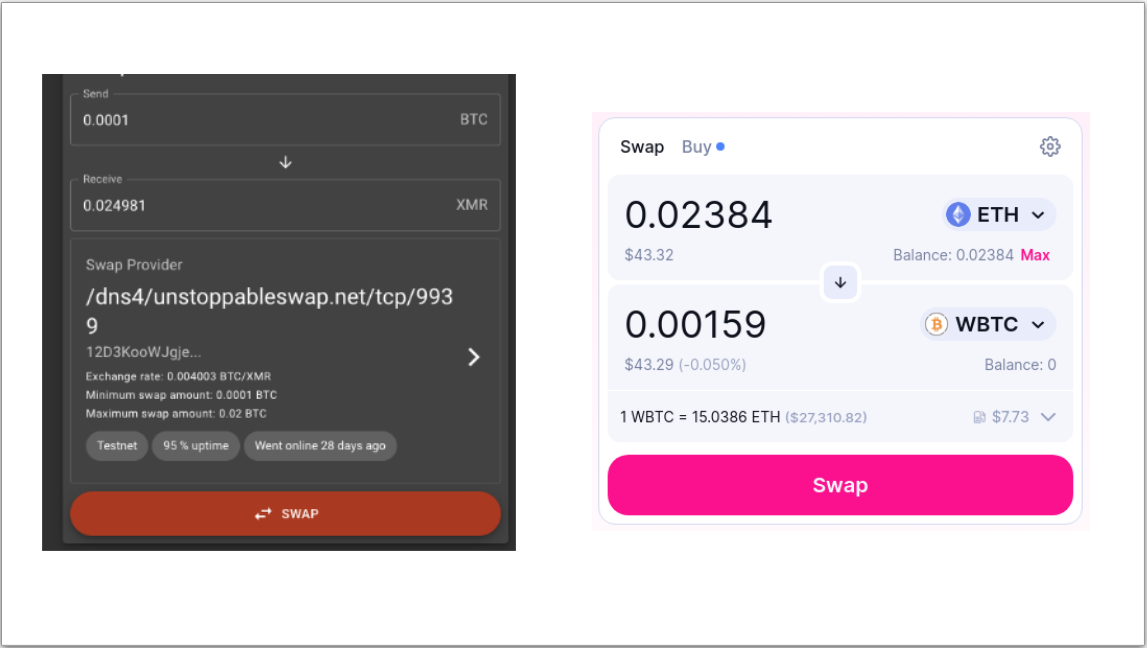 Send
0.0001 BTC
Receive
0.024981 XMR
Swap Provider
/dns4/unstoppableswap.net/tcp/993
9
12D3KooWJgje...
Exchange rate: 0.004003 BTC/XMR
Minimum swap amount: 0.0001 BTC
Maximum swap amount: 0.02 BTC
Testnet 95 % uptime Went online 28 days ago
SWAP
Swap Buy
0.02384 ETH
$43.32 Balance: 0.02384 Max
0.00159 WBTC
$43.29 (-0.050%) Balance: 0
1 WBTC = 15.0386 ETH ($27,310.82) $7.73
Swap